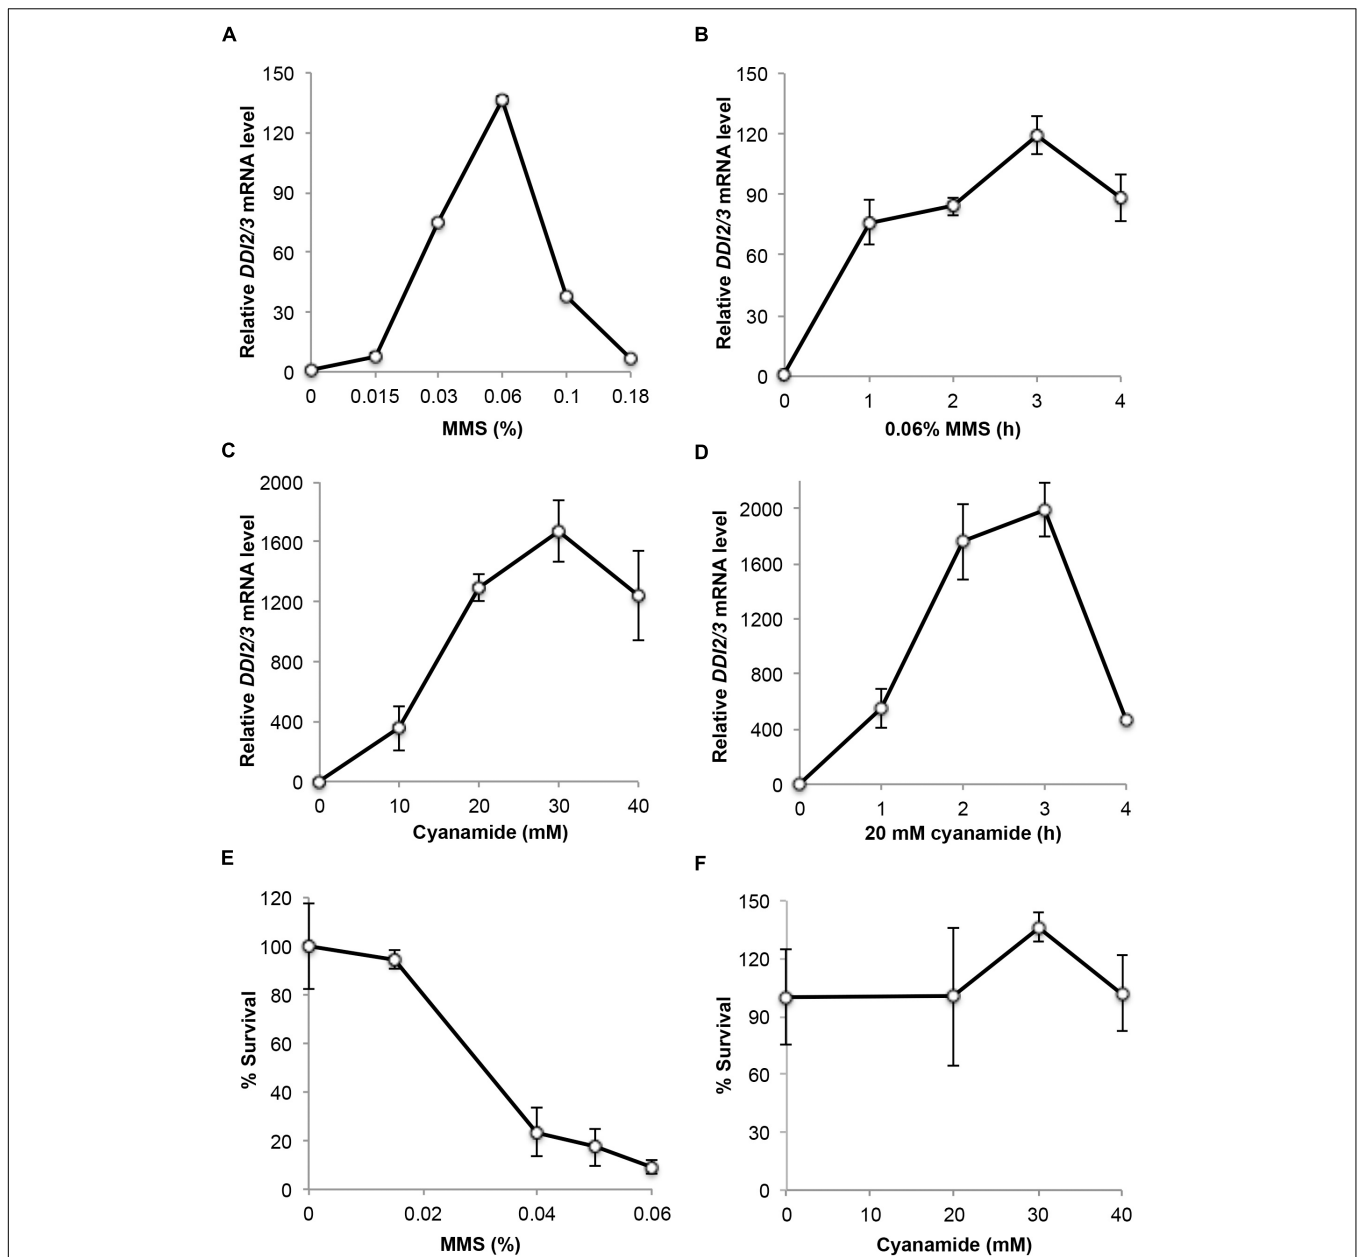 A
Relative DDI2/3 mRNA level
150
120
90
60
30
0
0 0.015 0.03 0.06 0.1 0.18
MMS (%)
B
Relative DDI2/3 mRNA level
150
120
90
60
30
0
0 1 2 3 4
0.06% MMS (h)
C
Relative DDI2/3 mRNA level
2000
1600
1200
800
400
0
0 10 20 30 40
Cyanamide (mM)
D
Relative DDI2/3 mRNA level
2000
1600
1200
800
400
0
0 1 2 3 4
20 mM cyanamide (h)
E
% Survival
120
100
80
60
40
20
0
0 0.02 0.04 0.06
MMS (%)
F
% Survival
150
120
90
60
30
0
0 10 20 30 40
Cyanamide (mM)